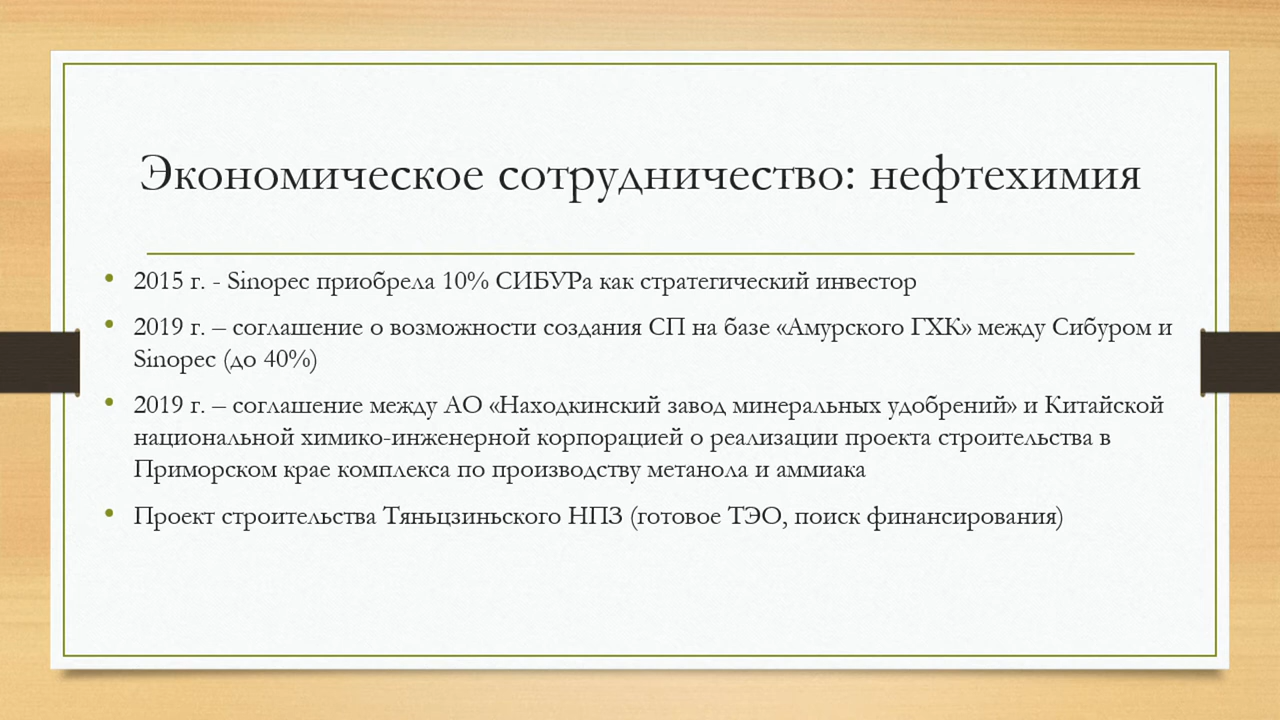 Экономическое сотрудничество: нефтехимия
• 2015 г. - Sinopec приобрела 10% СИБУРа как стратегический инвестор
• 2019 г. – соглашение о возможности создания СП на базе «Амурского ГХК» между Сибуром и
Sinopec (до 40%)
• 2019 г. – соглашение между АО «Находкинский завод минеральных удобрений» и Китайской
национальной химико-инженерной корпорацией о реализации проекта строительства в
Приморском крае комплекса по производству метанола и аммиака
• Проект строительства Тяньцзиньского НПЗ (готовое ТЭО, поиск финансирования)